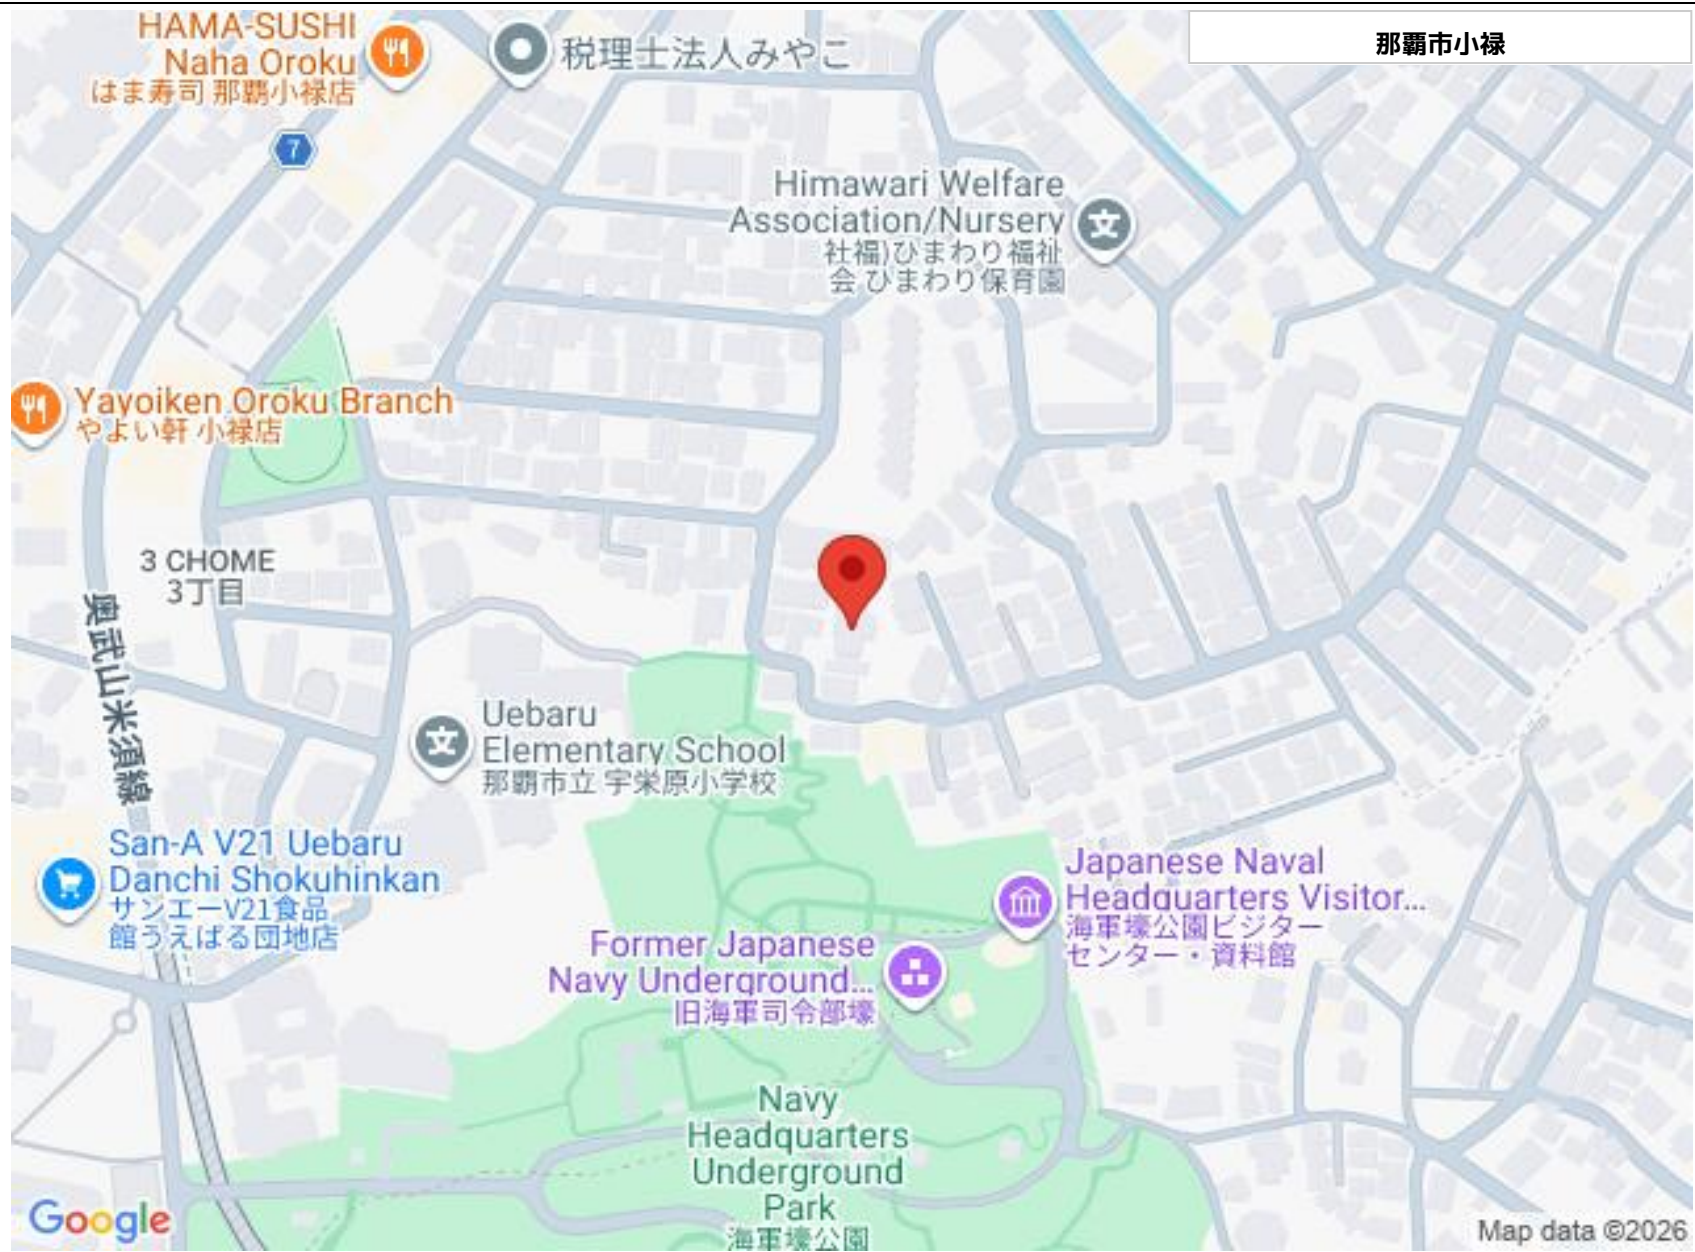 那覇市小禄
HAMA-SUSHI
Naha Oroku
はま寿司 那覇小禄店
税理士法人みやこ
7
Himawari Welfare
Association/Nursery
社福)ひまわり福祉
会 ひまわり保育園
Yayoiken Oroku Branch
やよい軒 小禄店
3 CHOME
3丁目
奥武山米須線
Uebaru
Elementary School
那覇市立 宇栄原小学校
San-A V21 Uebaru
Danchi Shokuhinkan
サンエーV21食品
館うえばる団地店
Japanese Naval
Headquarters Visitor...
海軍壕公園ビジター
センター・資料館
Former Japanese
Navy Underground...
旧海軍司令部壕
Navy
Headquarters
Underground
Park
海軍壕公園
Google
Map data ©2026